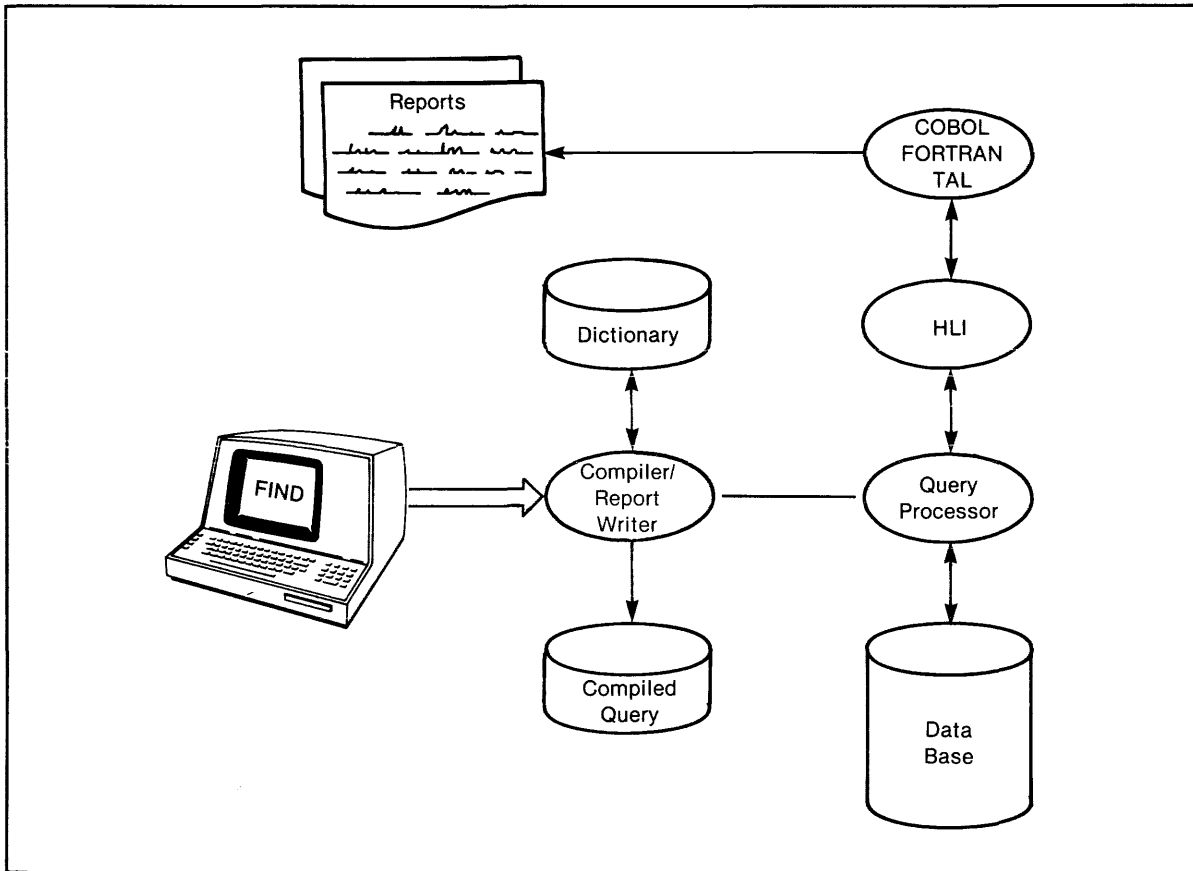 Reports
COBOL
FORTRAN
TAL
Dictionary
HLI
FIND
Compiler/
Report
Writer
Query
Processor
Compiled
Query
Data
Base